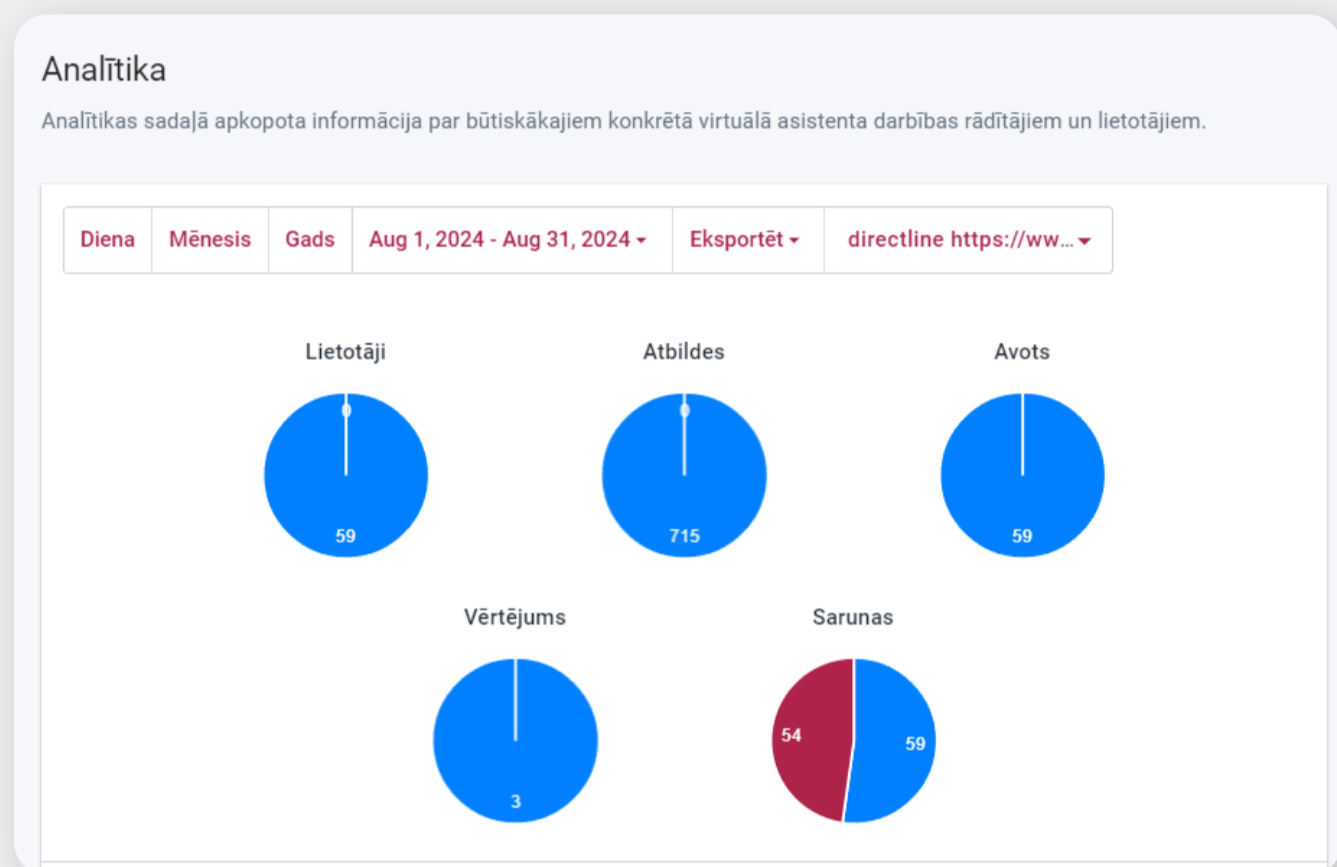 Analītika
Analītikas sadaļā apkopota informācija par būtiskākajiem konkrētā virtuālā asistenta darbības rādītājiem un lietotājiem.
Diena Mēnesis Gads Aug 1, 2024 - Aug 31, 2024 Eksportēt directline https://ww...
Lietotāji Atbildes Avots
0 0
59 715 59
Vērtējums Sarunas
54 59
3